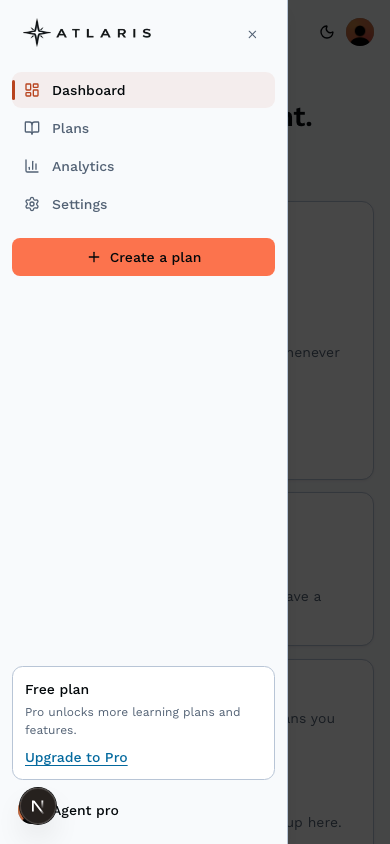 ATLARIS
nt.
Dashboard
Plans
Analytics
Settings
Create a plan
henever
ave a
ans you
up here.
Free plan
Pro unlocks more learning plans and
features.
Upgrade to Pro
N
Agent pro